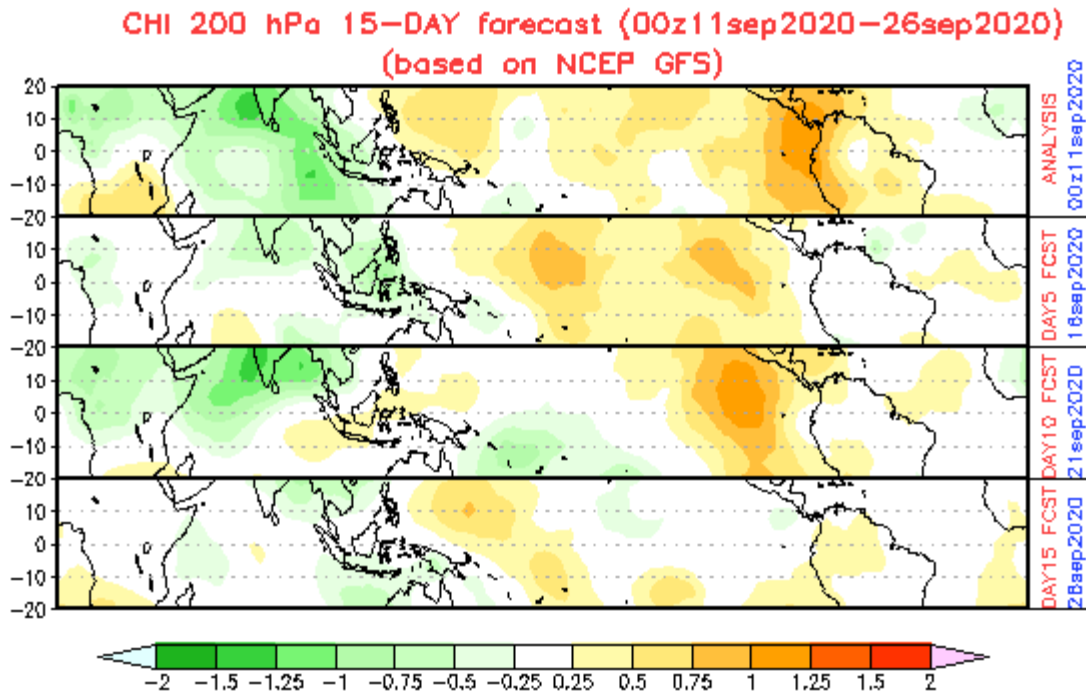 CHI 200 hPa 15-DAY forecast (00z11sep2020-26sep2020)
(based on NCEP GFS)
20
10
0
-10
-20
ANALYSIS
00z11sep2020
20
10
0
-10
-20
DAY5 FCST
16sep2020
20
10
0
-10
-20
DAY10 FCST
21sep2020
20
10
0
-10
-20
DAY15 FCST
26sep2020
-2 -1.5 -1.25 -1 -0.75 -0.5 -0.25 0.25 0.5 0.75 1 1.25 1.5 2